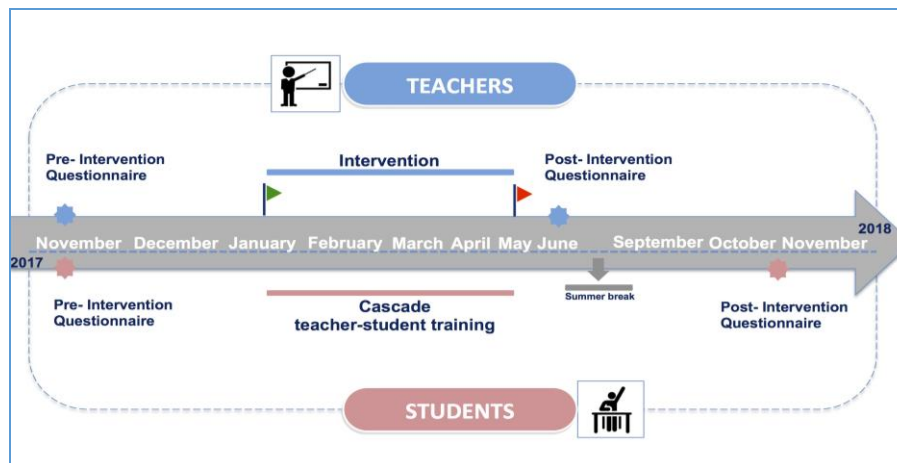 TEACHERS
Pre- Intervention
Questionnaire
Intervention
Post- Intervention
Questionnaire
November December January February March April May June September October November
2017
2018
Pre- Intervention
Questionnaire
Cascade
teacher-student training
Summer break
Post- Intervention
Questionnaire
STUDENTS